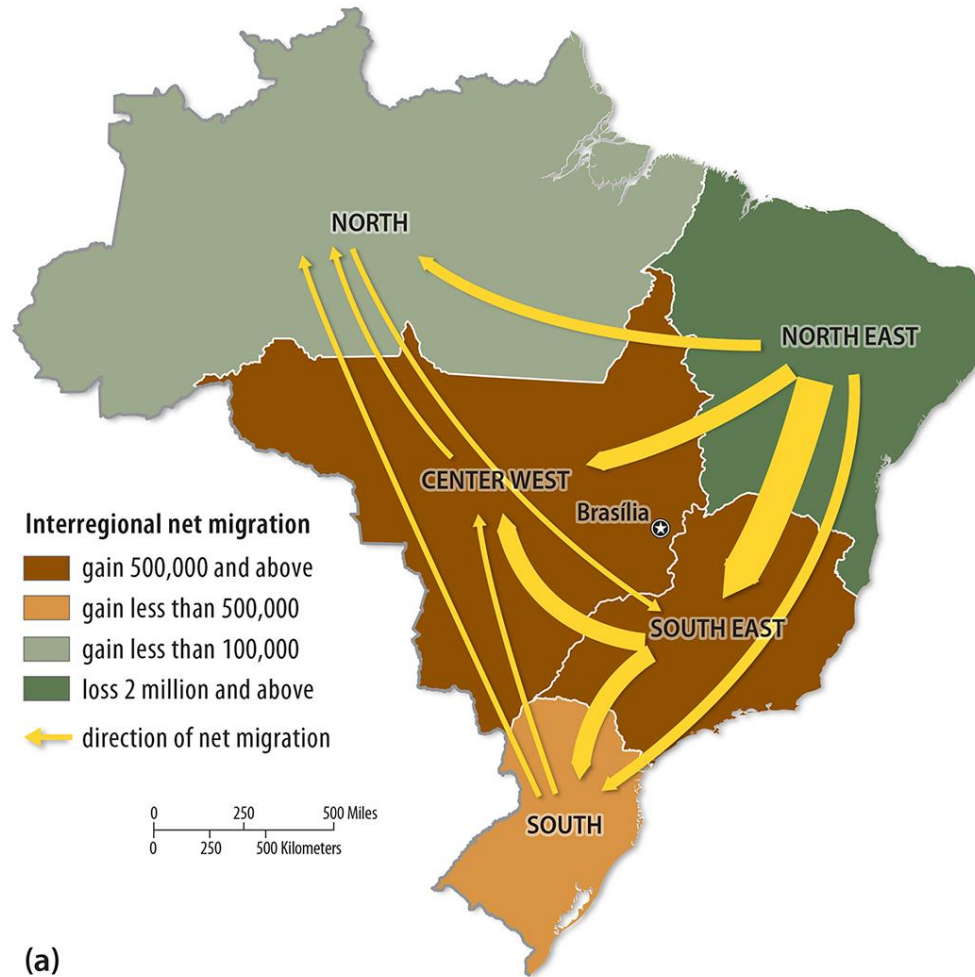 NORTH
NORTH EAST
CENTER WEST
Brasília
SOUTH EAST
Interregional net migration
gain 500,000 and above
gain less than 500,000
gain less than 100,000
loss 2 million and above
direction of net migration
0 250 500 Miles
0 250 500 Kilometers
SOUTH
(a)